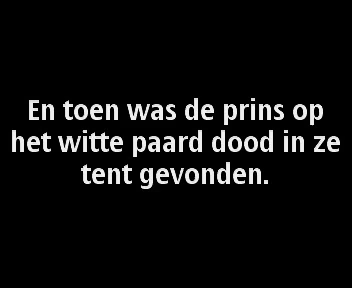 En toen was de prins op
het witte paard dood in ze
tent gevonden.